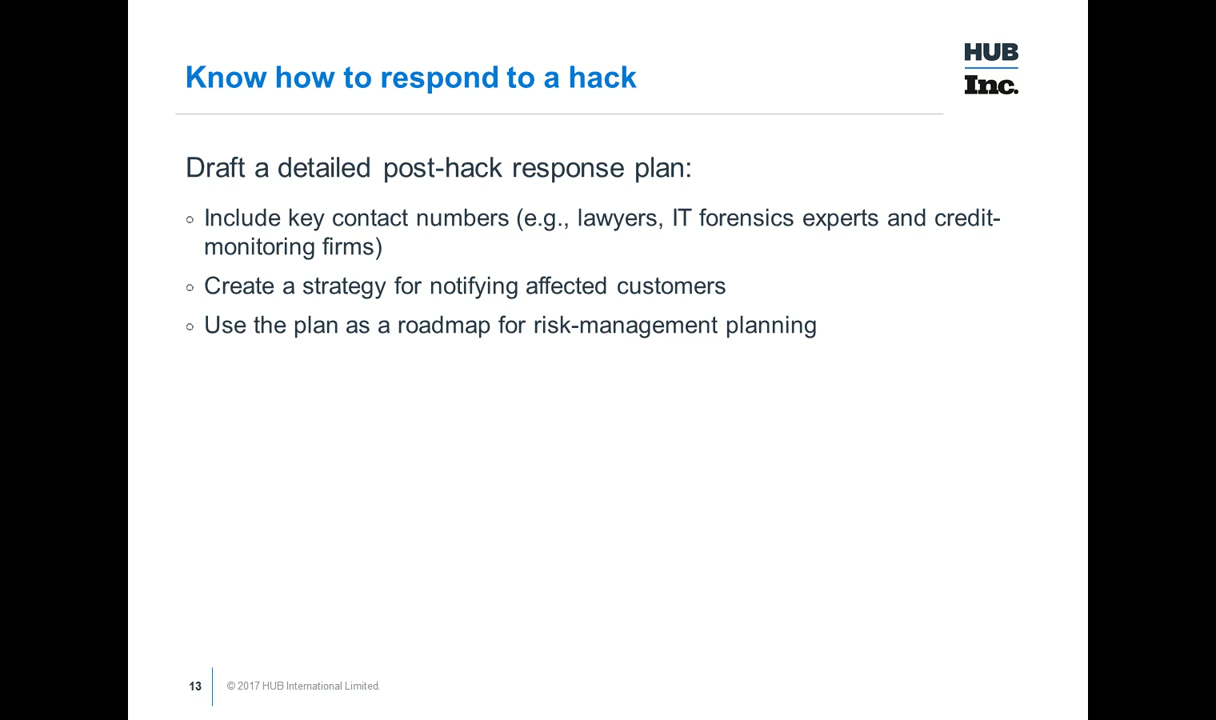 Know how to respond to a hack
HUB
Inc.
Draft a detailed post-hack response plan:
○ Include key contact numbers (e.g., lawyers, IT forensics experts and credit-
monitoring firms)
○ Create a strategy for notifying affected customers
○ Use the plan as a roadmap for risk-management planning
13
© 2017 HUB International Limited.